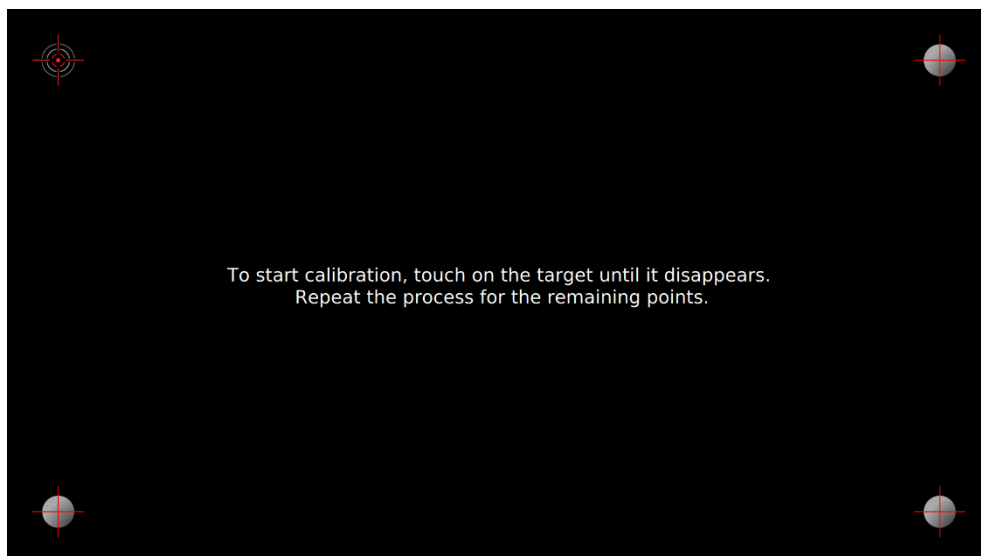 To start calibration, touch on the target until it disappears.
Repeat the process for the remaining points.